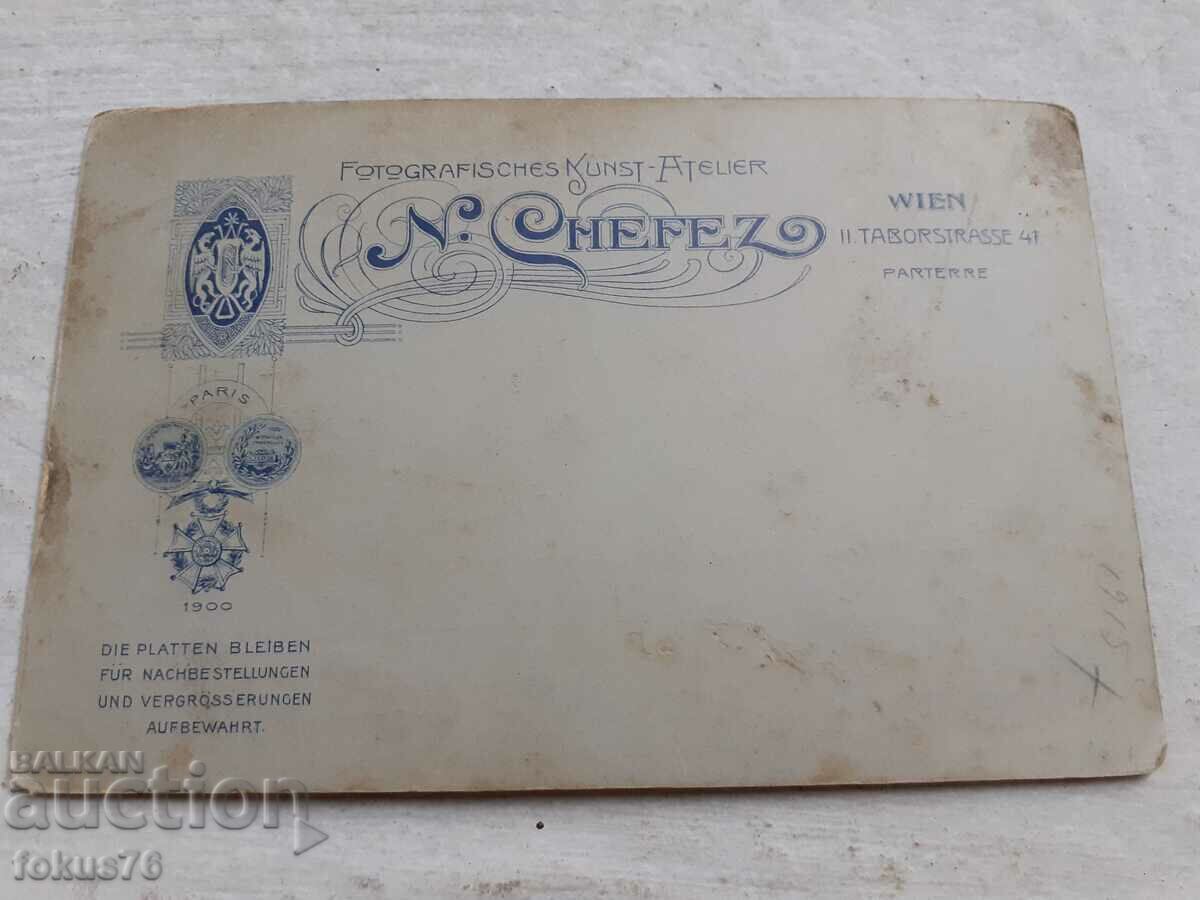 FOTOGRAFISCHES KUNST-ATELIER
N. CHEFEZ
WIEN
II. TABORSTRASSE 41
PARTERRE
PARIS
1900
DIE PLATTEN BLEIBEN
FÜR NACHBESTELLUNGEN
UND VERGRÖSSERUNGEN
AUFBEWAHRT.
1915
BALKAN
auction
fokus76